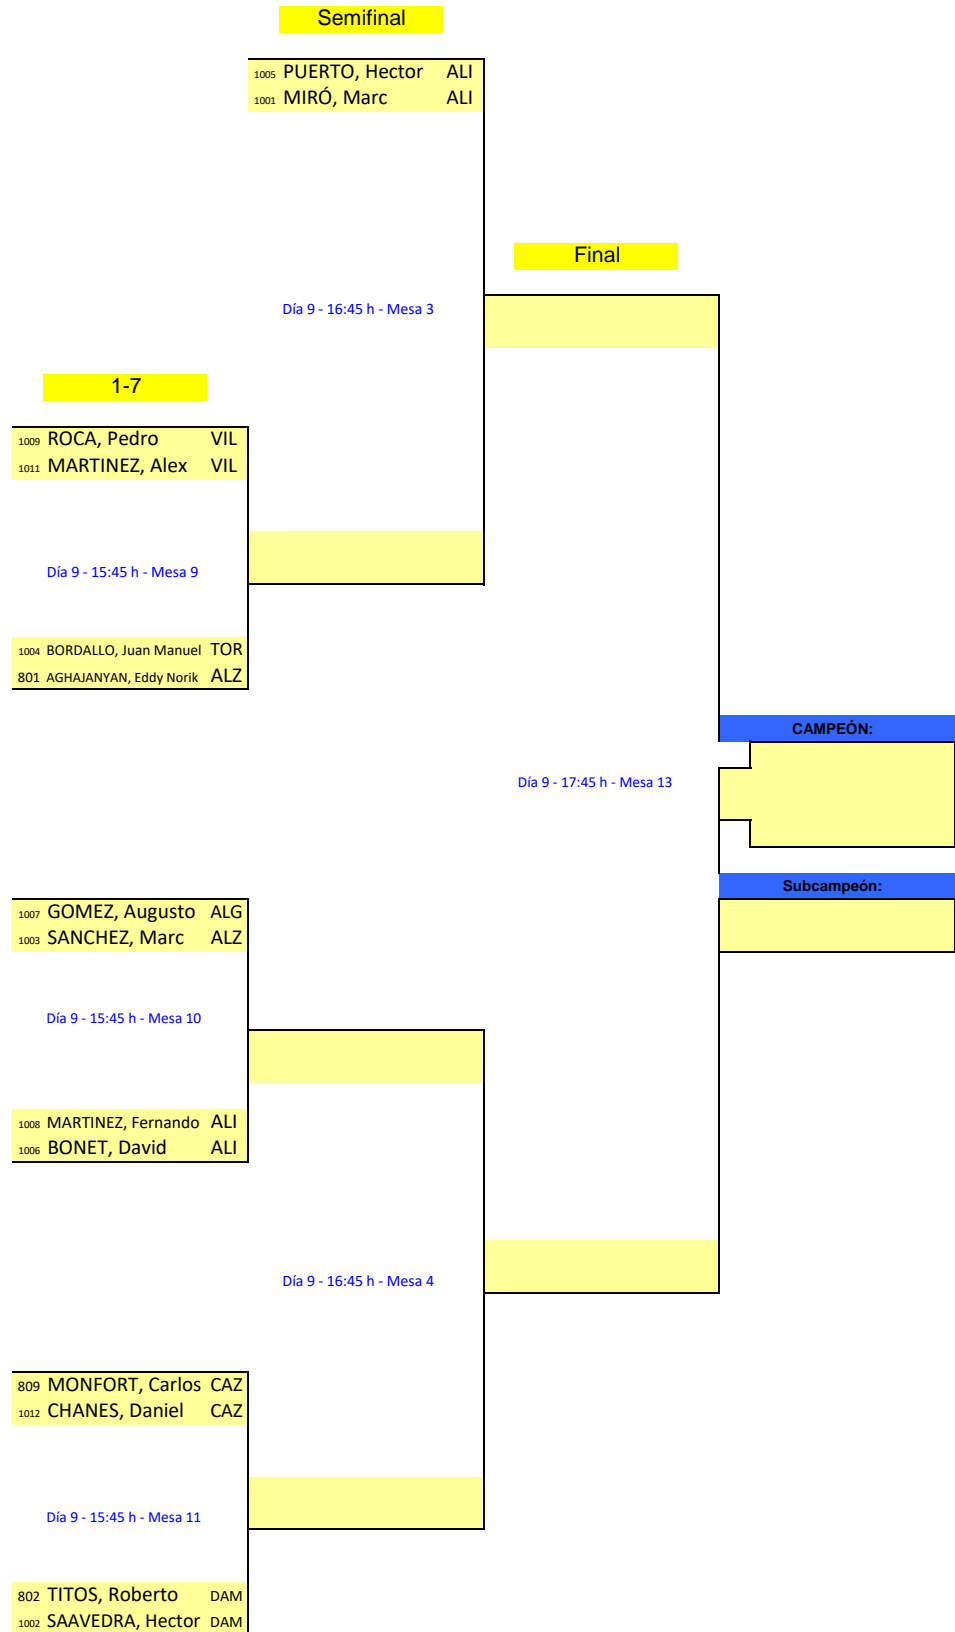 Semifinal
1005 PUERTO, Hector ALI
1001 MIRÓ, Marc ALI
Final
Día 9 - 16:45 h - Mesa 3
1-7
1009 ROCA, Pedro VIL
1011 MARTINEZ, Alex VIL
Día 9 - 15:45 h - Mesa 9
1004 BORDALLO, Juan Manuel TOR
801 AGHAJANYAN, Eddy Norik ALZ
CAMPEÓN:
Día 9 - 17:45 h - Mesa 13
Subcampeón:
1007 GOMEZ, Augusto ALG
1003 SANCHEZ, Marc ALZ
Día 9 - 15:45 h - Mesa 10
1008 MARTINEZ, Fernando ALI
1006 BONET, David ALI
Día 9 - 16:45 h - Mesa 4
809 MONFORT, Carlos CAZ
1012 CHANES, Daniel CAZ
Día 9 - 15:45 h - Mesa 11
802 TITOS, Roberto DAM
1002 SAAVEDRA, Hector DAM